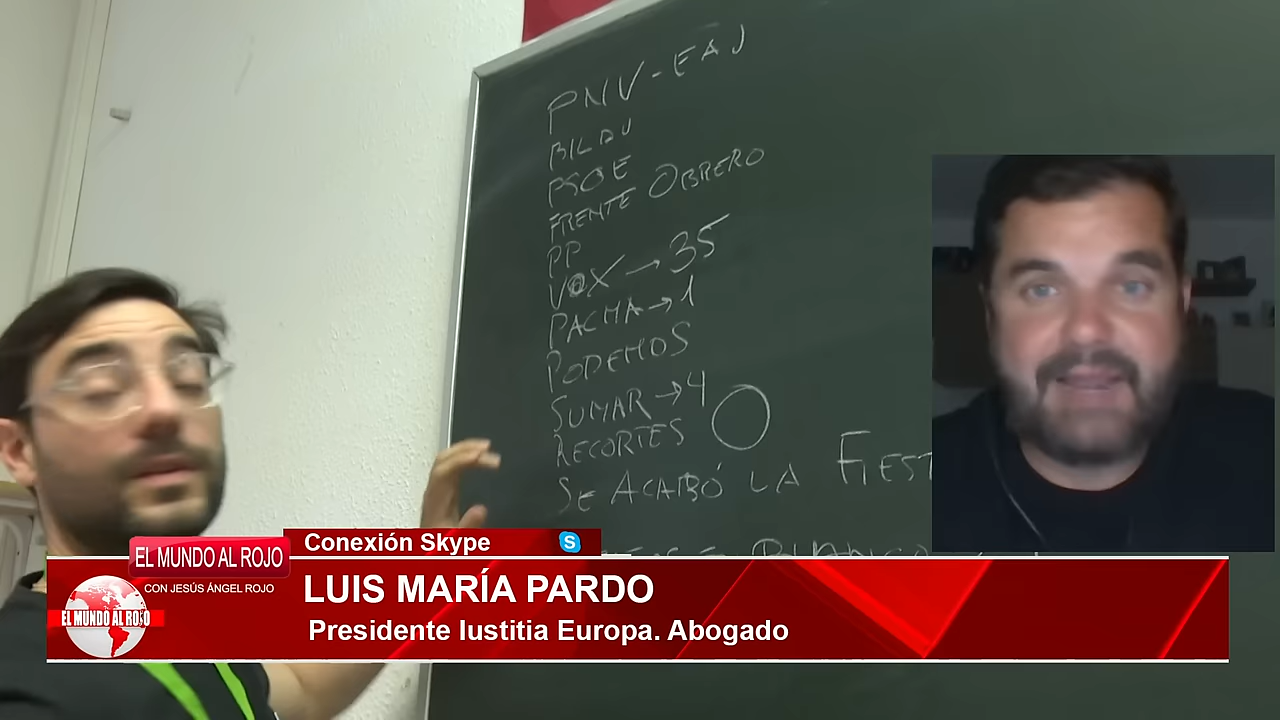 PNV-EAJ
BILDU
PSOE
FRENTE OBRERO
PP
VOX → 35
PACMA → 1
PODEMOS
SUMAR → 4
RECORTES
SE ACABÓ LA FIEST
Conexión Skype
EL MUNDO AL ROJO
CON JESÚS ÁNGEL ROJO
EL MUNDO AL ROJO
LUIS MARÍA PARDO
Presidente Iustitia Europa. Abogado